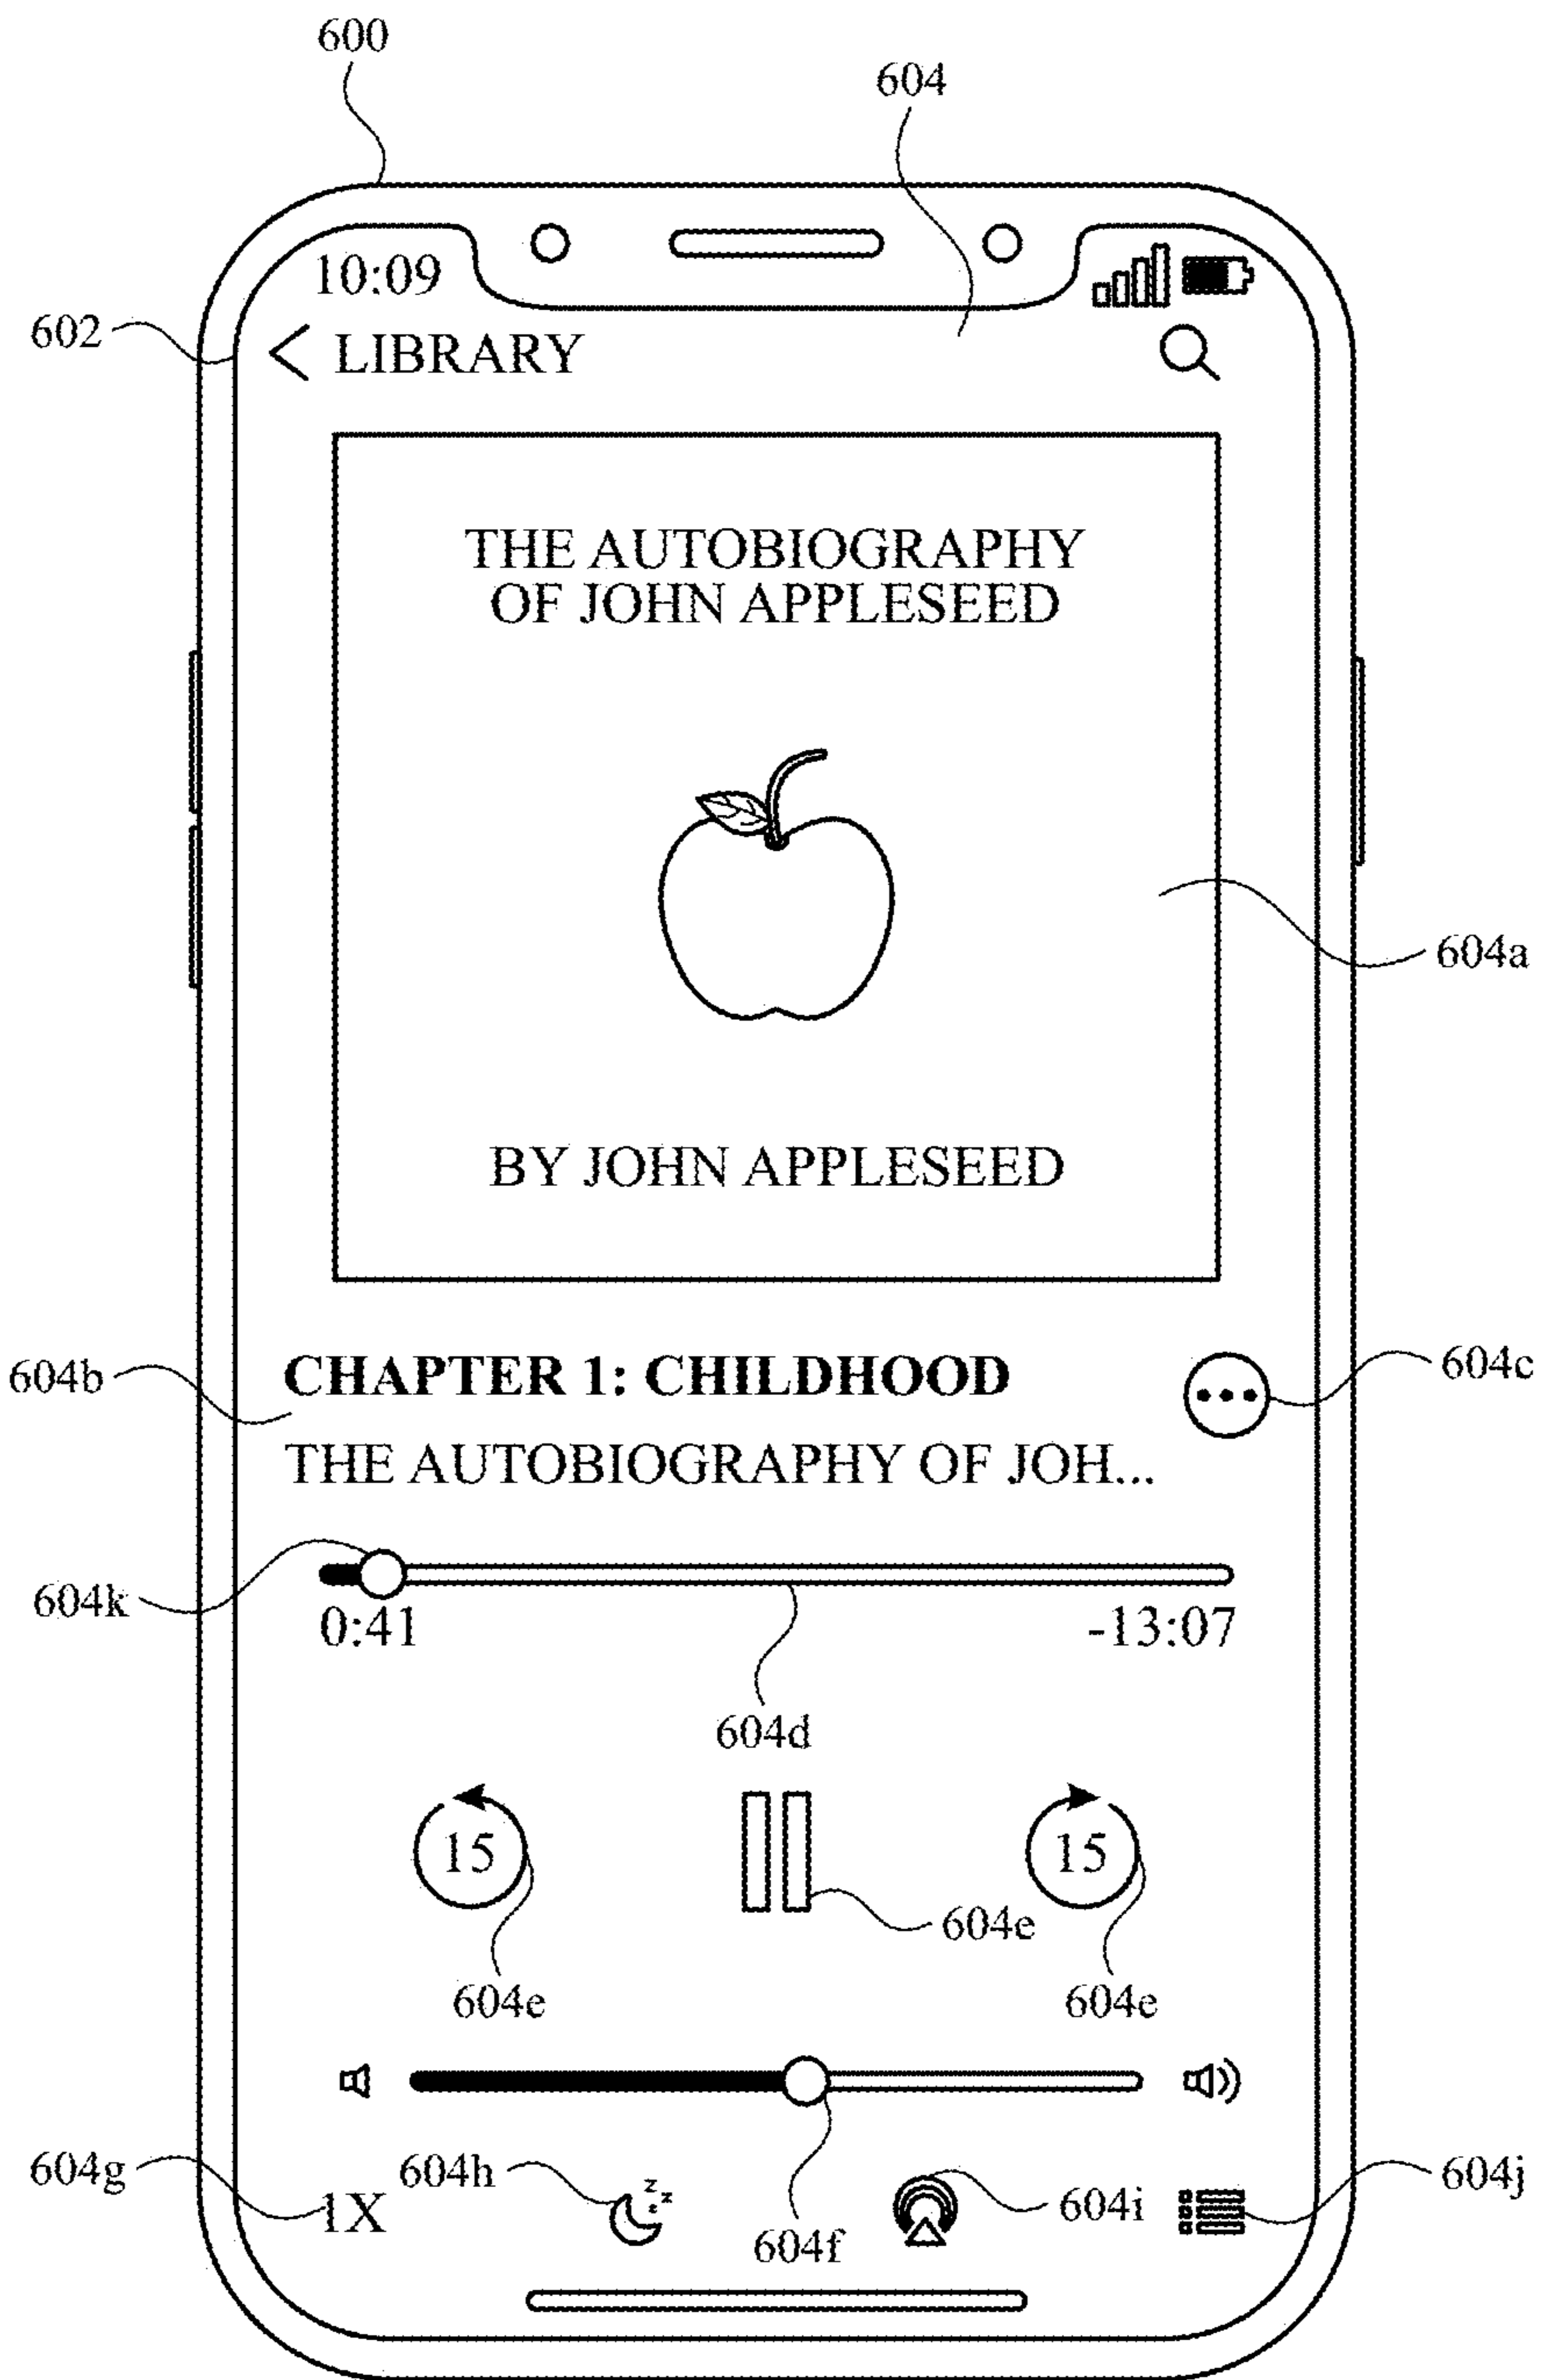 600
604
10:09
602
LIBRARY
THE AUTOBIOGRAPHY
OF JOHN APPLESEED
604a
BY JOHN APPLESEED
604b
CHAPTER 1: CHILDHOOD
604c
THE AUTOBIOGRAPHY OF JOH...
604k
0:41
-13:07
604d
15
15
604e
604e
604e
604g
604h
z z z
604i
604j
1X
604f